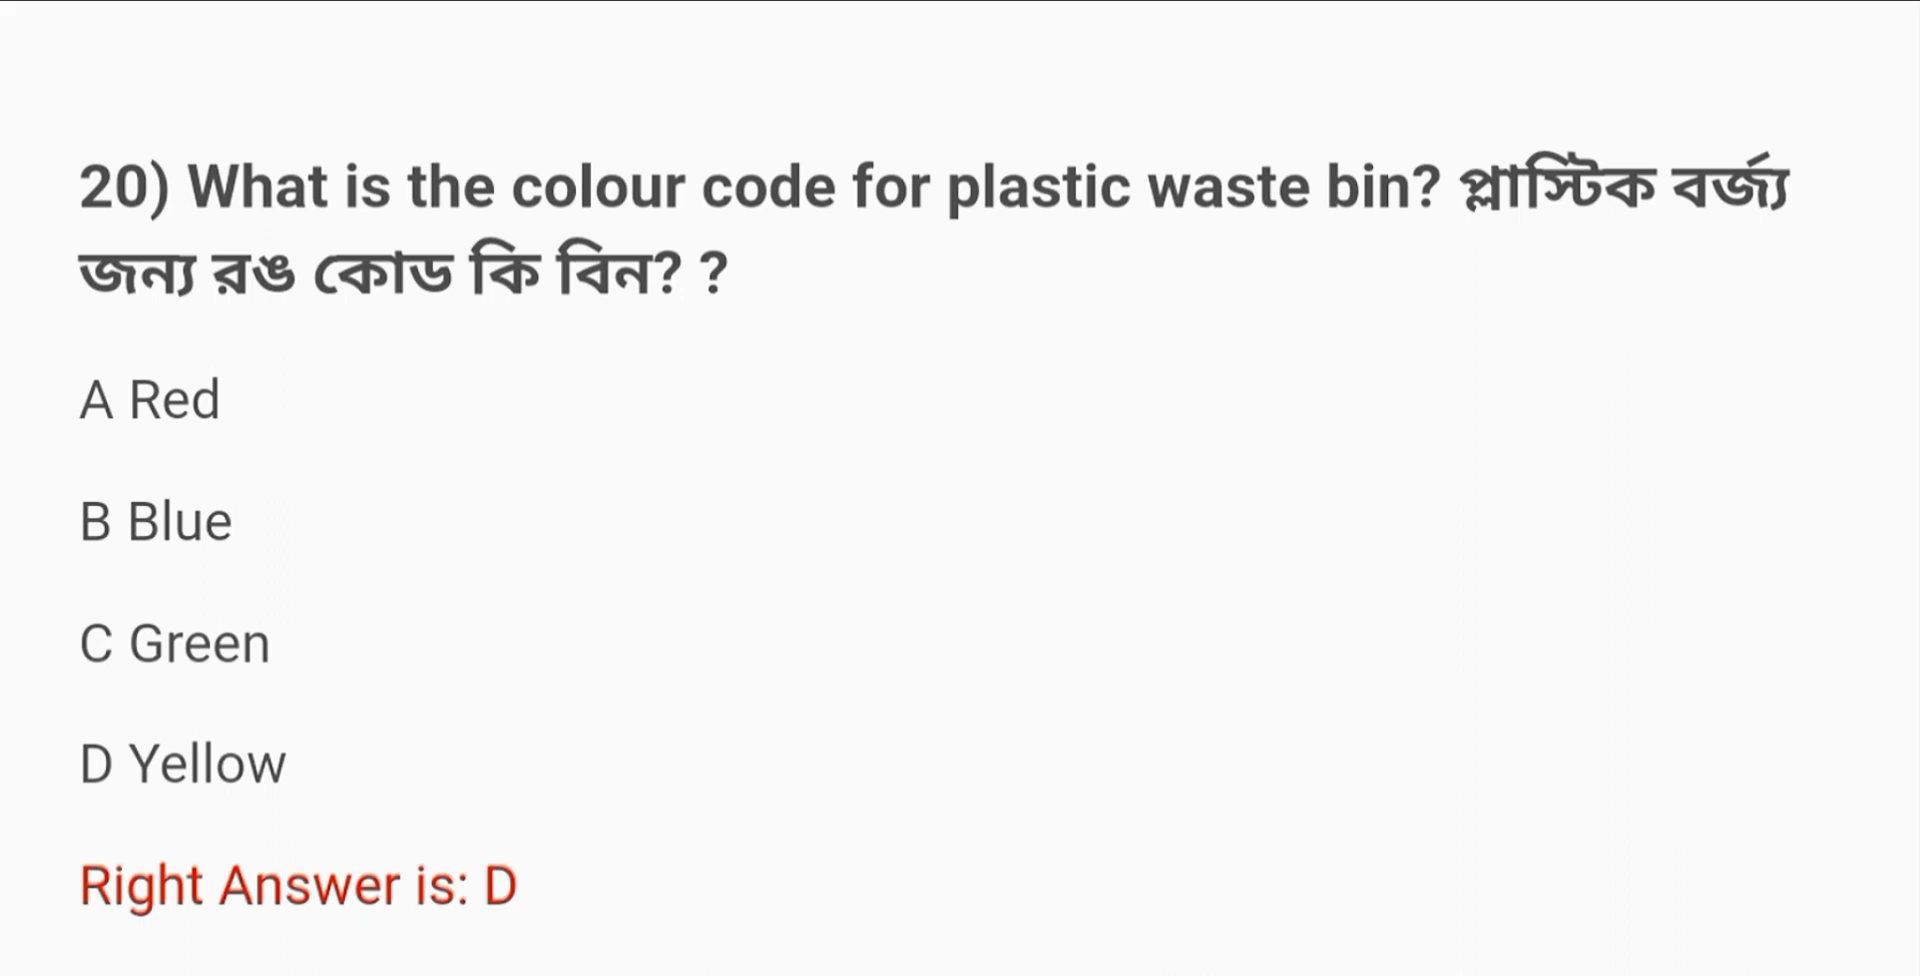 20) What is the colour code for plastic waste bin? প্লাস্টিক বর্জ্য
জন্য রঙ কোড কি বিন? ?
A Red
B Blue
C Green
D Yellow
Right Answer is: D